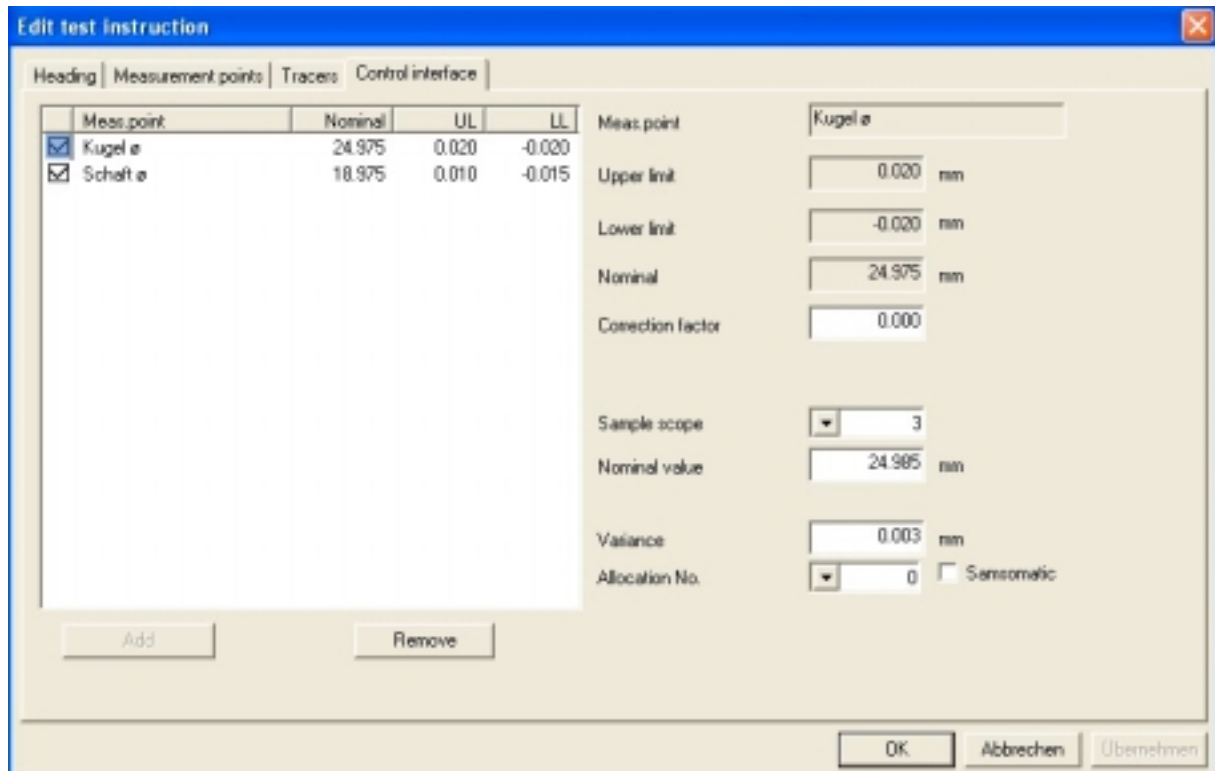 Edit test instruction
Heading Measurement points Tracers Control interface
Meas.point Nominal UL LL
Kugel ø 24.975 0.020 -0.020
Schaft ø 18.975 0.010 -0.015
Add Remove
Meas.point Kugel ø
Upper limit 0.020 mm
Lower limit -0.020 mm
Nominal 24.975 mm
Correction factor 0.000
Sample scope 3
Nominal value 24.985 mm
Variance 0.003 mm
Allocation No. 0 Samsomatic
OK Abbrechen Übernehmen